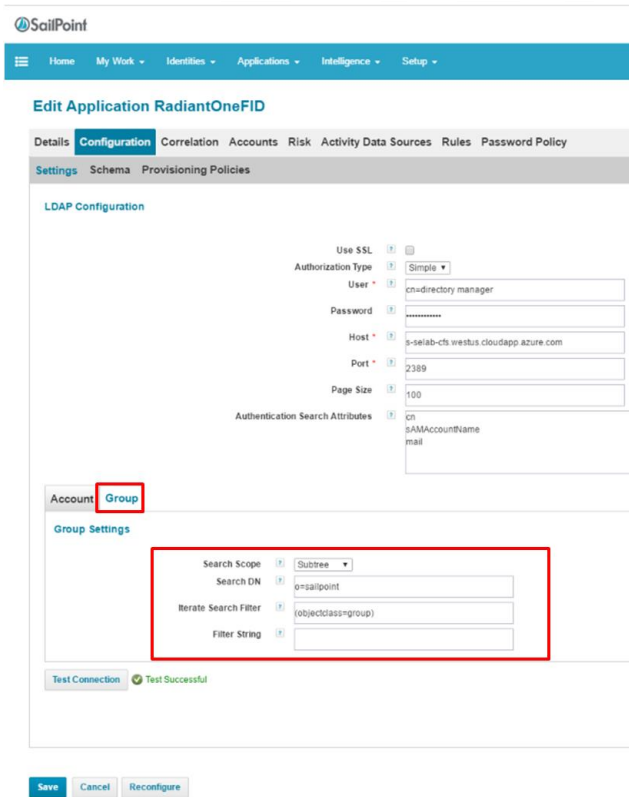 SailPoint
Home My Work Identities Applications Intelligence Setup
Edit Application RadiantOneFID
Details Configuration Correlation Accounts Risk Activity Data Sources Rules Password Policy
Settings Schema Provisioning Policies
LDAP Configuration
Use SSL ?
Authorization Type ? Simple
User * ? cn=directory manager
Password ? ••••••••••••
Host * ? s-selab-cfs.westus.cloudapp.azure.com
Port * ? 2389
Page Size ? 100
Authentication Search Attributes ? cn
sAMAccountName
mail
Account Group
Group Settings
Search Scope ? Subtree
Search DN ? o=sailpoint
Iterate Search Filter ? (objectclass=group)
Filter String ?
Test Connection Test Successful
Save Cancel Reconfigure